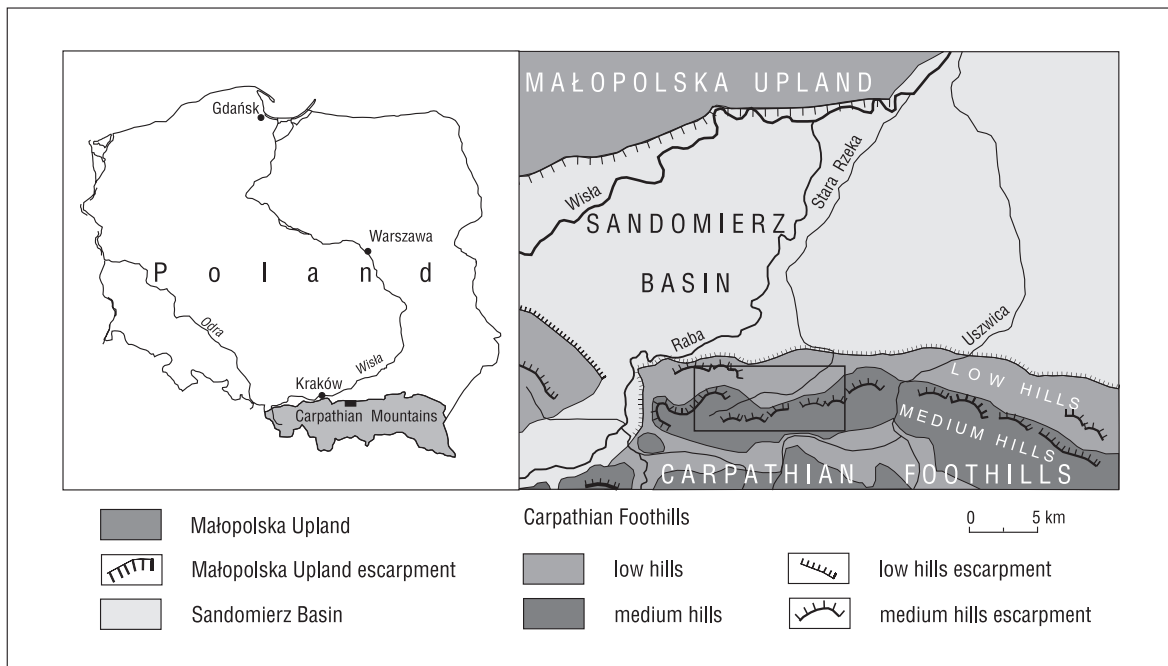 Gdańsk
Warszawa
P o l a n d
Odra
Wisła
Kraków
Carpathian Mountains
MAŁOPOLSKA UPLAND
Wisła
Stara Rzeka
SANDOMIERZ
BASIN
Raba
Uszwica
LOW HILLS
MEDIUM HILLS
CARPATHIAN FOOTHILLS
Małopolska Upland
Małopolska Upland escarpment
Sandomierz Basin
Carpathian Foothills
low hills
medium hills
0 5 km
low hills escarpment
medium hills escarpment